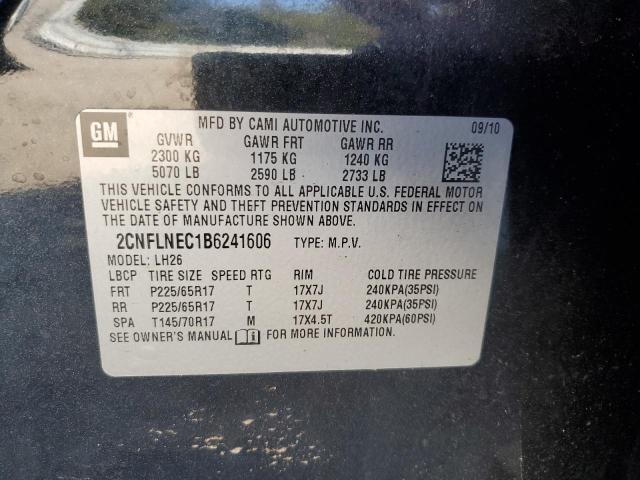 GM
MFD BY CAMI AUTOMOTIVE INC. 09/10
GVWR GAWR FRT GAWR RR
2300 KG 1175 KG 1240 KG
5070 LB 2590 LB 2733 LB
THIS VEHICLE CONFORMS TO ALL APPLICABLE U.S. FEDERAL MOTOR
VEHICLE SAFETY AND THEFT PREVENTION STANDARDS IN EFFECT ON
THE DATE OF MANUFACTURE SHOWN ABOVE.
2CNFLNEC1B6241606 TYPE: M.P.V.
MODEL: LH26
LBCP TIRE SIZE SPEED RTG RIM COLD TIRE PRESSURE
FRT P225/65R17 T 17X7J 240KPA(35PSI)
RR P225/65R17 T 17X7J 240KPA(35PSI)
SPA T145/70R17 M 17X4.5T 420KPA(60PSI)
SEE OWNER'S MANUAL FOR MORE INFORMATION.